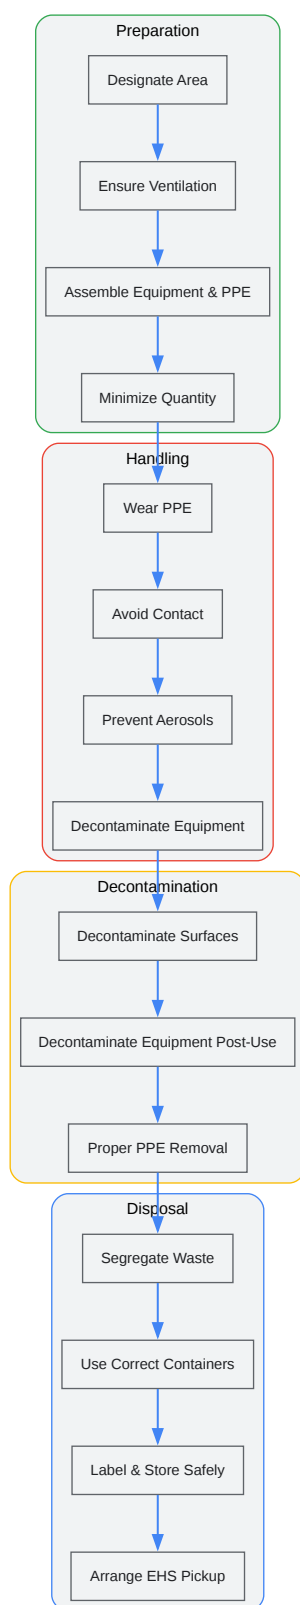 Preparation
Designate Area
Ensure Ventilation
Assemble Equipment & PPE
Minimize Quantity
Handling
Wear PPE
Avoid Contact
Prevent Aerosols
Decontaminate Equipment
Decontamination
Decontaminate Surfaces
Decontaminate Equipment Post-Use
Proper PPE Removal
Disposal
Segregate Waste
Use Correct Containers
Label & Store Safely
Arrange EHS Pickup